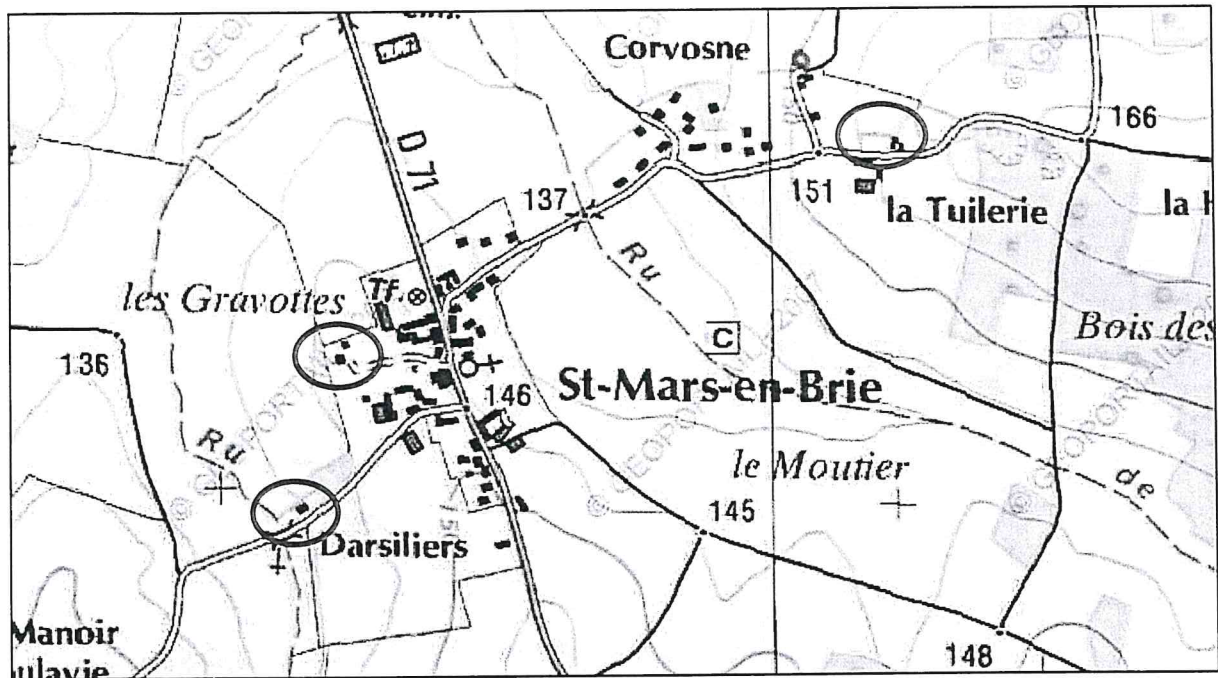 Corvosne
D 71
166
137
151
la Tuilerie
Ru
les Gravottes
Tf.
136
C
Bois des
St-Mars-en-Brie
146
Ru
le Moutier
de
145
Darsiliers
Manoir
148